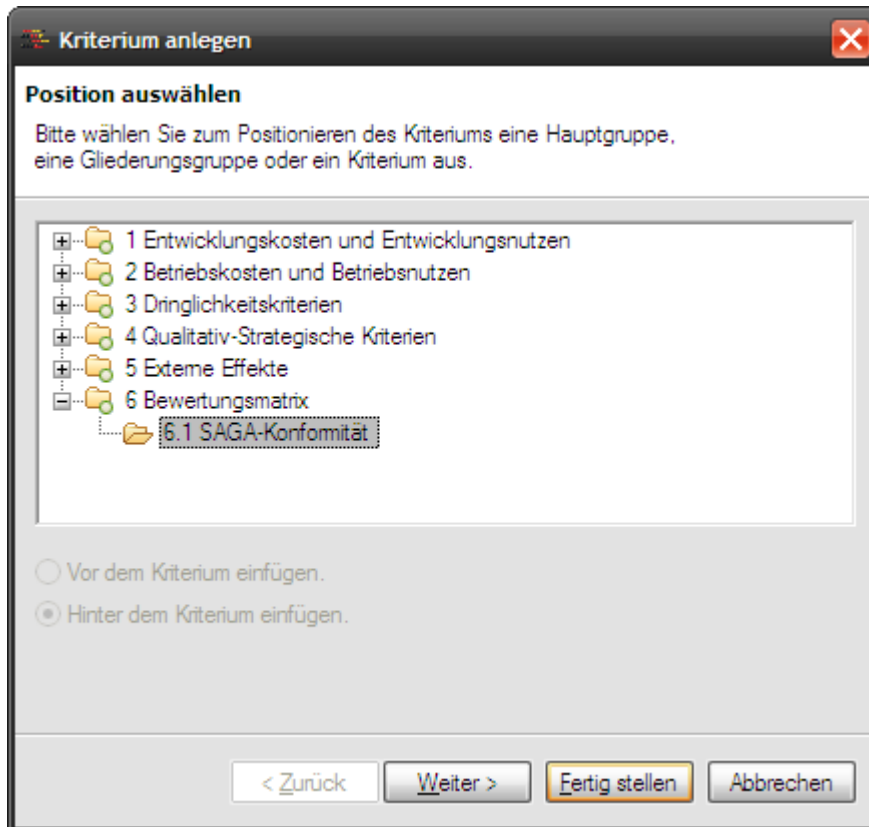 Kriterium anlegen
Position auswählen
Bitte wählen Sie zum Positionieren des Kriteriums eine Hauptgruppe,
eine Gliederungsgruppe oder ein Kriterium aus.
1 Entwicklungskosten und Entwicklungsnutzen
2 Betriebskosten und Betriebsnutzen
3 Dringlichkeitskriterien
4 Qualitativ-Strategische Kriterien
5 Externe Effekte
6 Bewertungsmatrix
6.1 SAGA-Konformität
Vor dem Kriterium einfügen.
Hinter dem Kriterium einfügen.
< Zurück Weiter > Fertig stellen Abbrechen